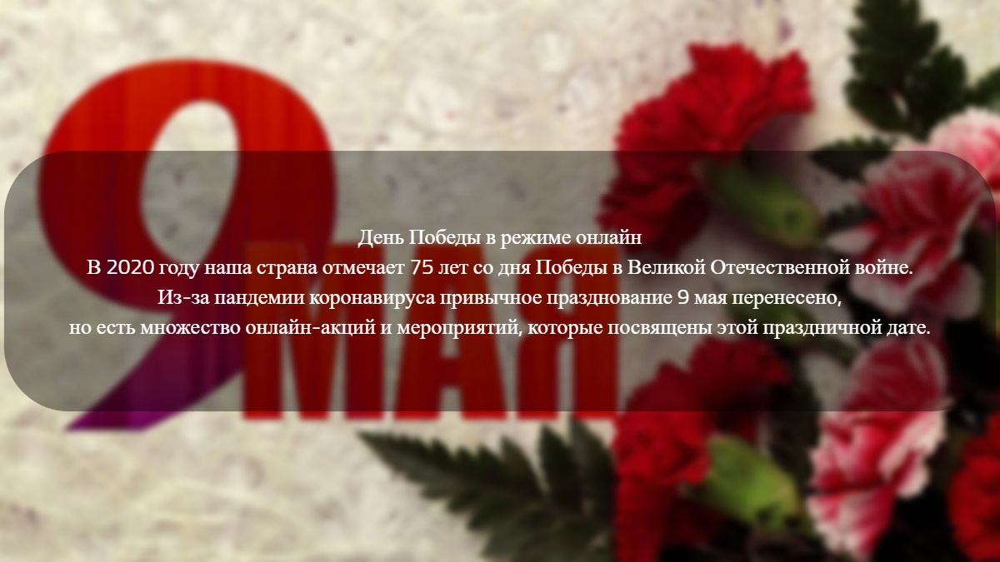 9
МАЯ
День Победы в режиме онлайн
В 2020 году наша страна отмечает 75 лет со дня Победы в Великой Отечественной войне.
Из-за пандемии коронавируса привычное празднование 9 мая перенесено,
но есть множество онлайн-акций и мероприятий, которые посвящены этой праздничной дате.